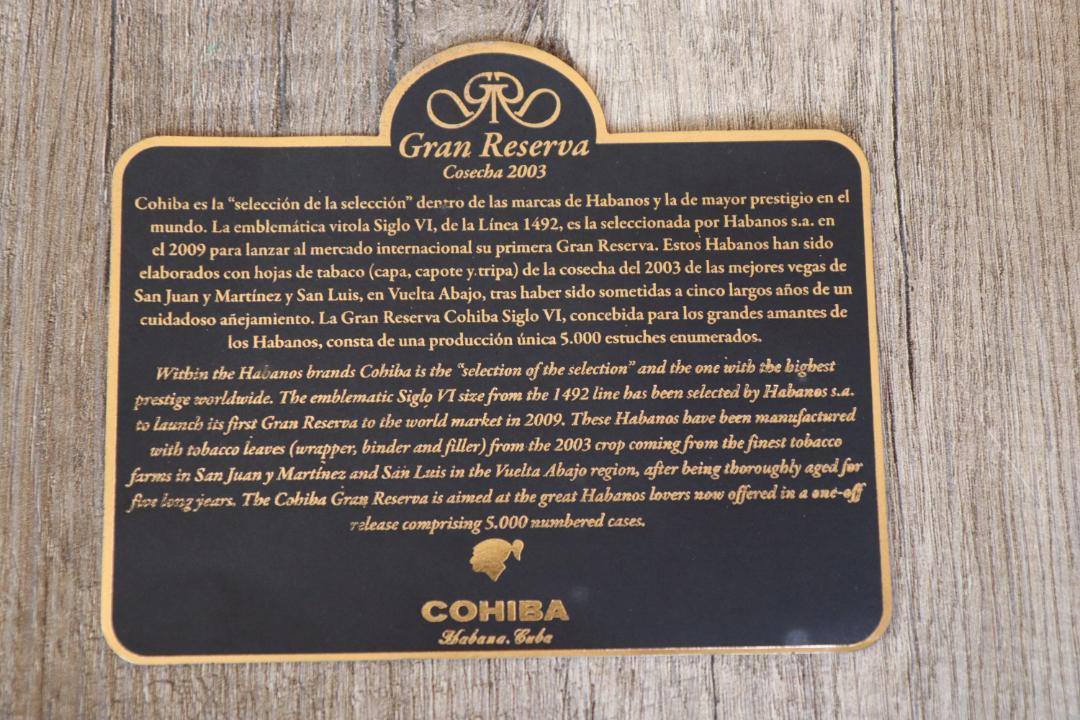 GR
Gran Reserva
Cosecha 2003
Cohiba es la “selección de la selección” dentro de las marcas de Habanos y la de mayor prestigio en el
mundo. La emblemática vitola Siglo VI, de la Línea 1492, es la seleccionada por Habanos s.a. en
el 2009 para lanzar al mercado internacional su primera Gran Reserva. Estos Habanos han sido
elaborados con hojas de tabaco (capa, capote y tripa) de la cosecha del 2003 de las mejores vegas de
San Juan y Martínez y San Luis, en Vuelta Abajo, tras haber sido sometidas a cinco largos años de un
cuidadoso añejamiento. La Gran Reserva Cohiba Siglo VI, concebida para los grandes amantes de
los Habanos, consta de una producción única 5.000 estuches enumerados.
Within the Habanos brands Cohiba is the “selection of the selection” and the one with the highest
prestige worldwide. The emblematic Siglo VI size from the 1492 line has been selected by Habanos s.a.
to launch its first Gran Reserva to the world market in 2009. These Habanos have been manufactured
with tobacco leaves (wrapper, binder and filler) from the 2003 crop coming from the finest tobacco
farms in San Juan y Martínez and San Luis in the Vuelta Abajo region, after being thoroughly aged for
five long years. The Cohiba Gran Reserva is aimed at the great Habanos lovers now offered in a one-off
release comprising 5.000 numbered cases.
COHIBA
Habana, Cuba